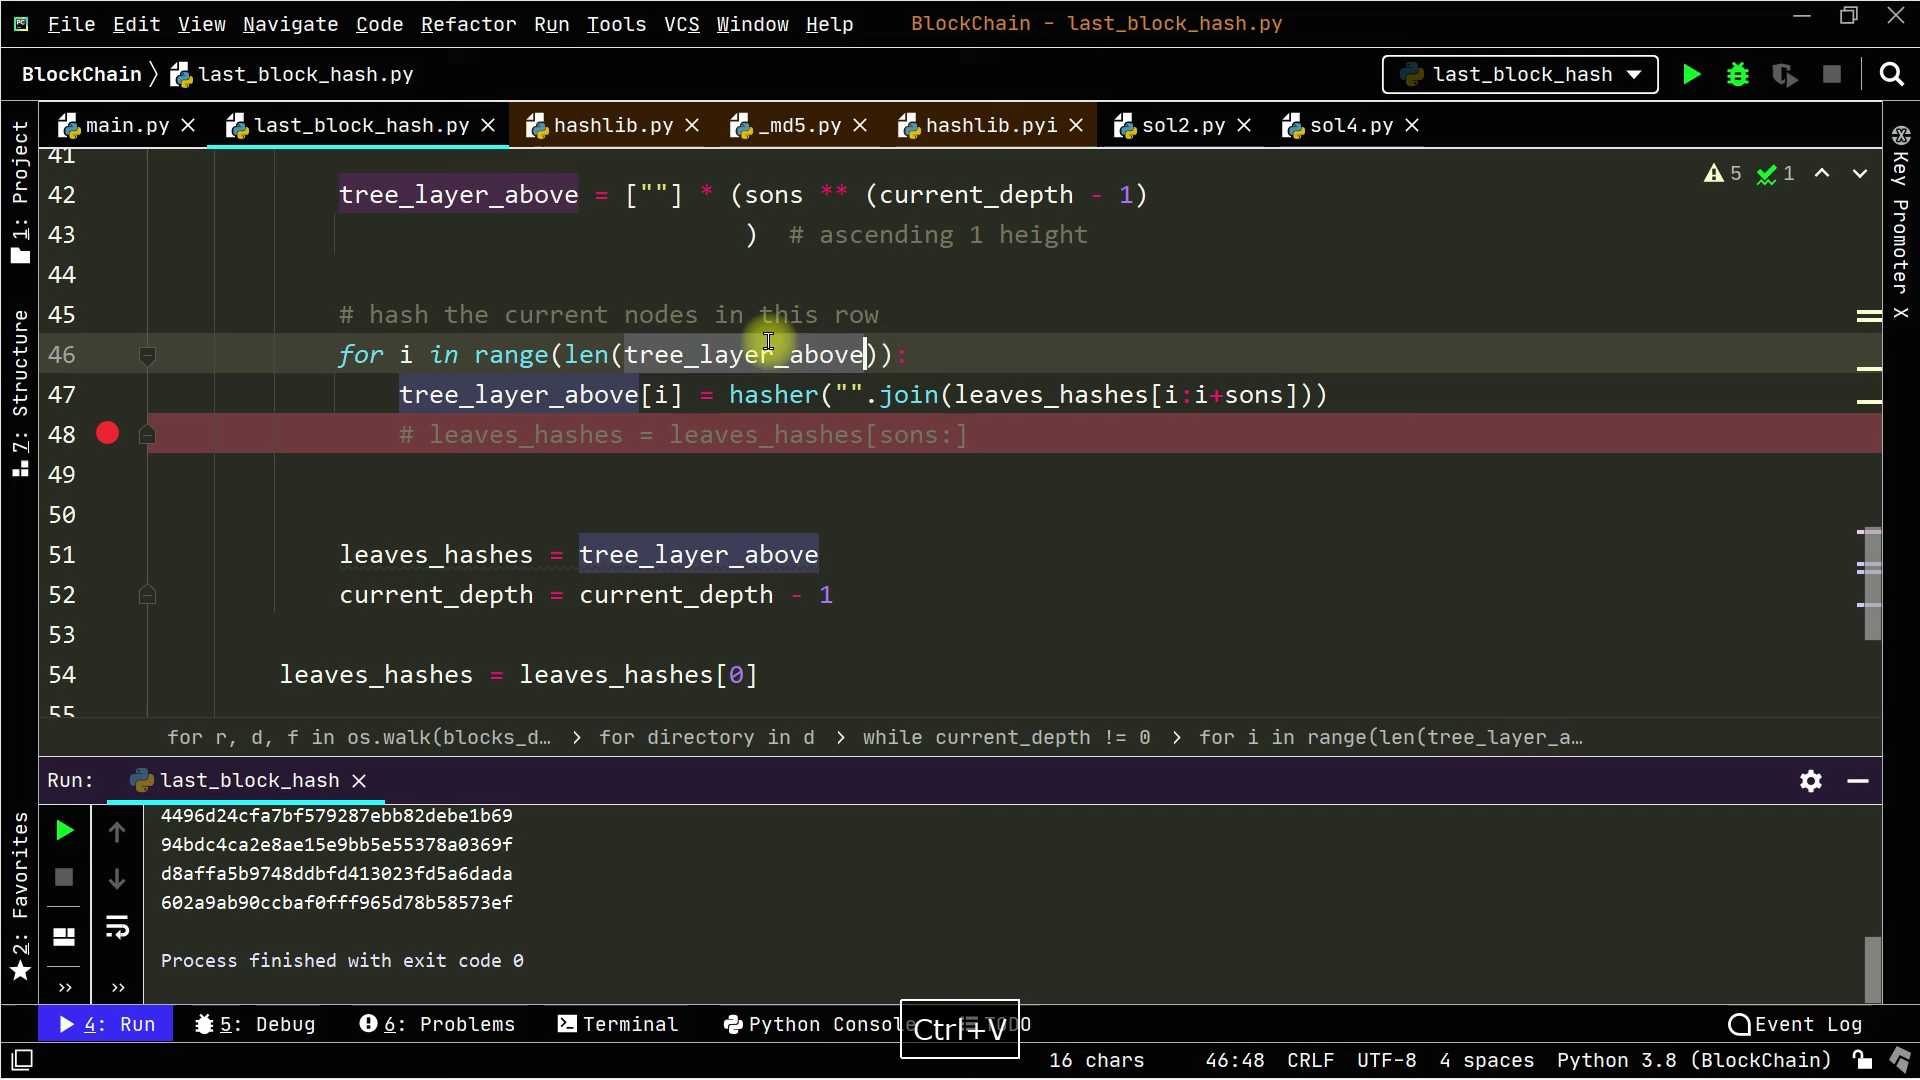 File Edit View Navigate Code Refactor Run Tools VCS Window Help BlockChain - last_block_hash.py
BlockChain last_block_hash.py last_block_hash
main.py last_block_hash.py hashlib.py _md5.py hashlib.pyi sol2.py sol4.py
1: Project
7: Structure
2: Favorites
Key Promoter X
5 1
41
42 tree_layer_above = [""] * (sons ** (current_depth - 1)
43 ) # ascending 1 height
44
45 # hash the current nodes in this row
46 for i in range(len(tree_layer_above)):
47 tree_layer_above[i] = hasher("".join(leaves_hashes[i:i+sons]))
48 # leaves_hashes = leaves_hashes[sons:]
49
50
51 leaves_hashes = tree_layer_above
52 current_depth = current_depth - 1
53
54 leaves_hashes = leaves_hashes[0]
55
for r, d, f in os.walk(blocks_d… › for directory in d › while current_depth != 0 › for i in range(len(tree_layer_a…
Run: last_block_hash
4496d24cfa7bf579287ebb82debe1b69
94bdc4ca2e8ae15e9bb5e55378a0369f
d8affa5b9748ddbfd413023fd5a6dada
602a9ab90ccbaf0fff965d78b58573ef
Process finished with exit code 0
4: Run 5: Debug 6: Problems Terminal Python Console TODO Event Log
Ctrl+V
16 chars 46:48 CRLF UTF-8 4 spaces Python 3.8 (BlockChain)